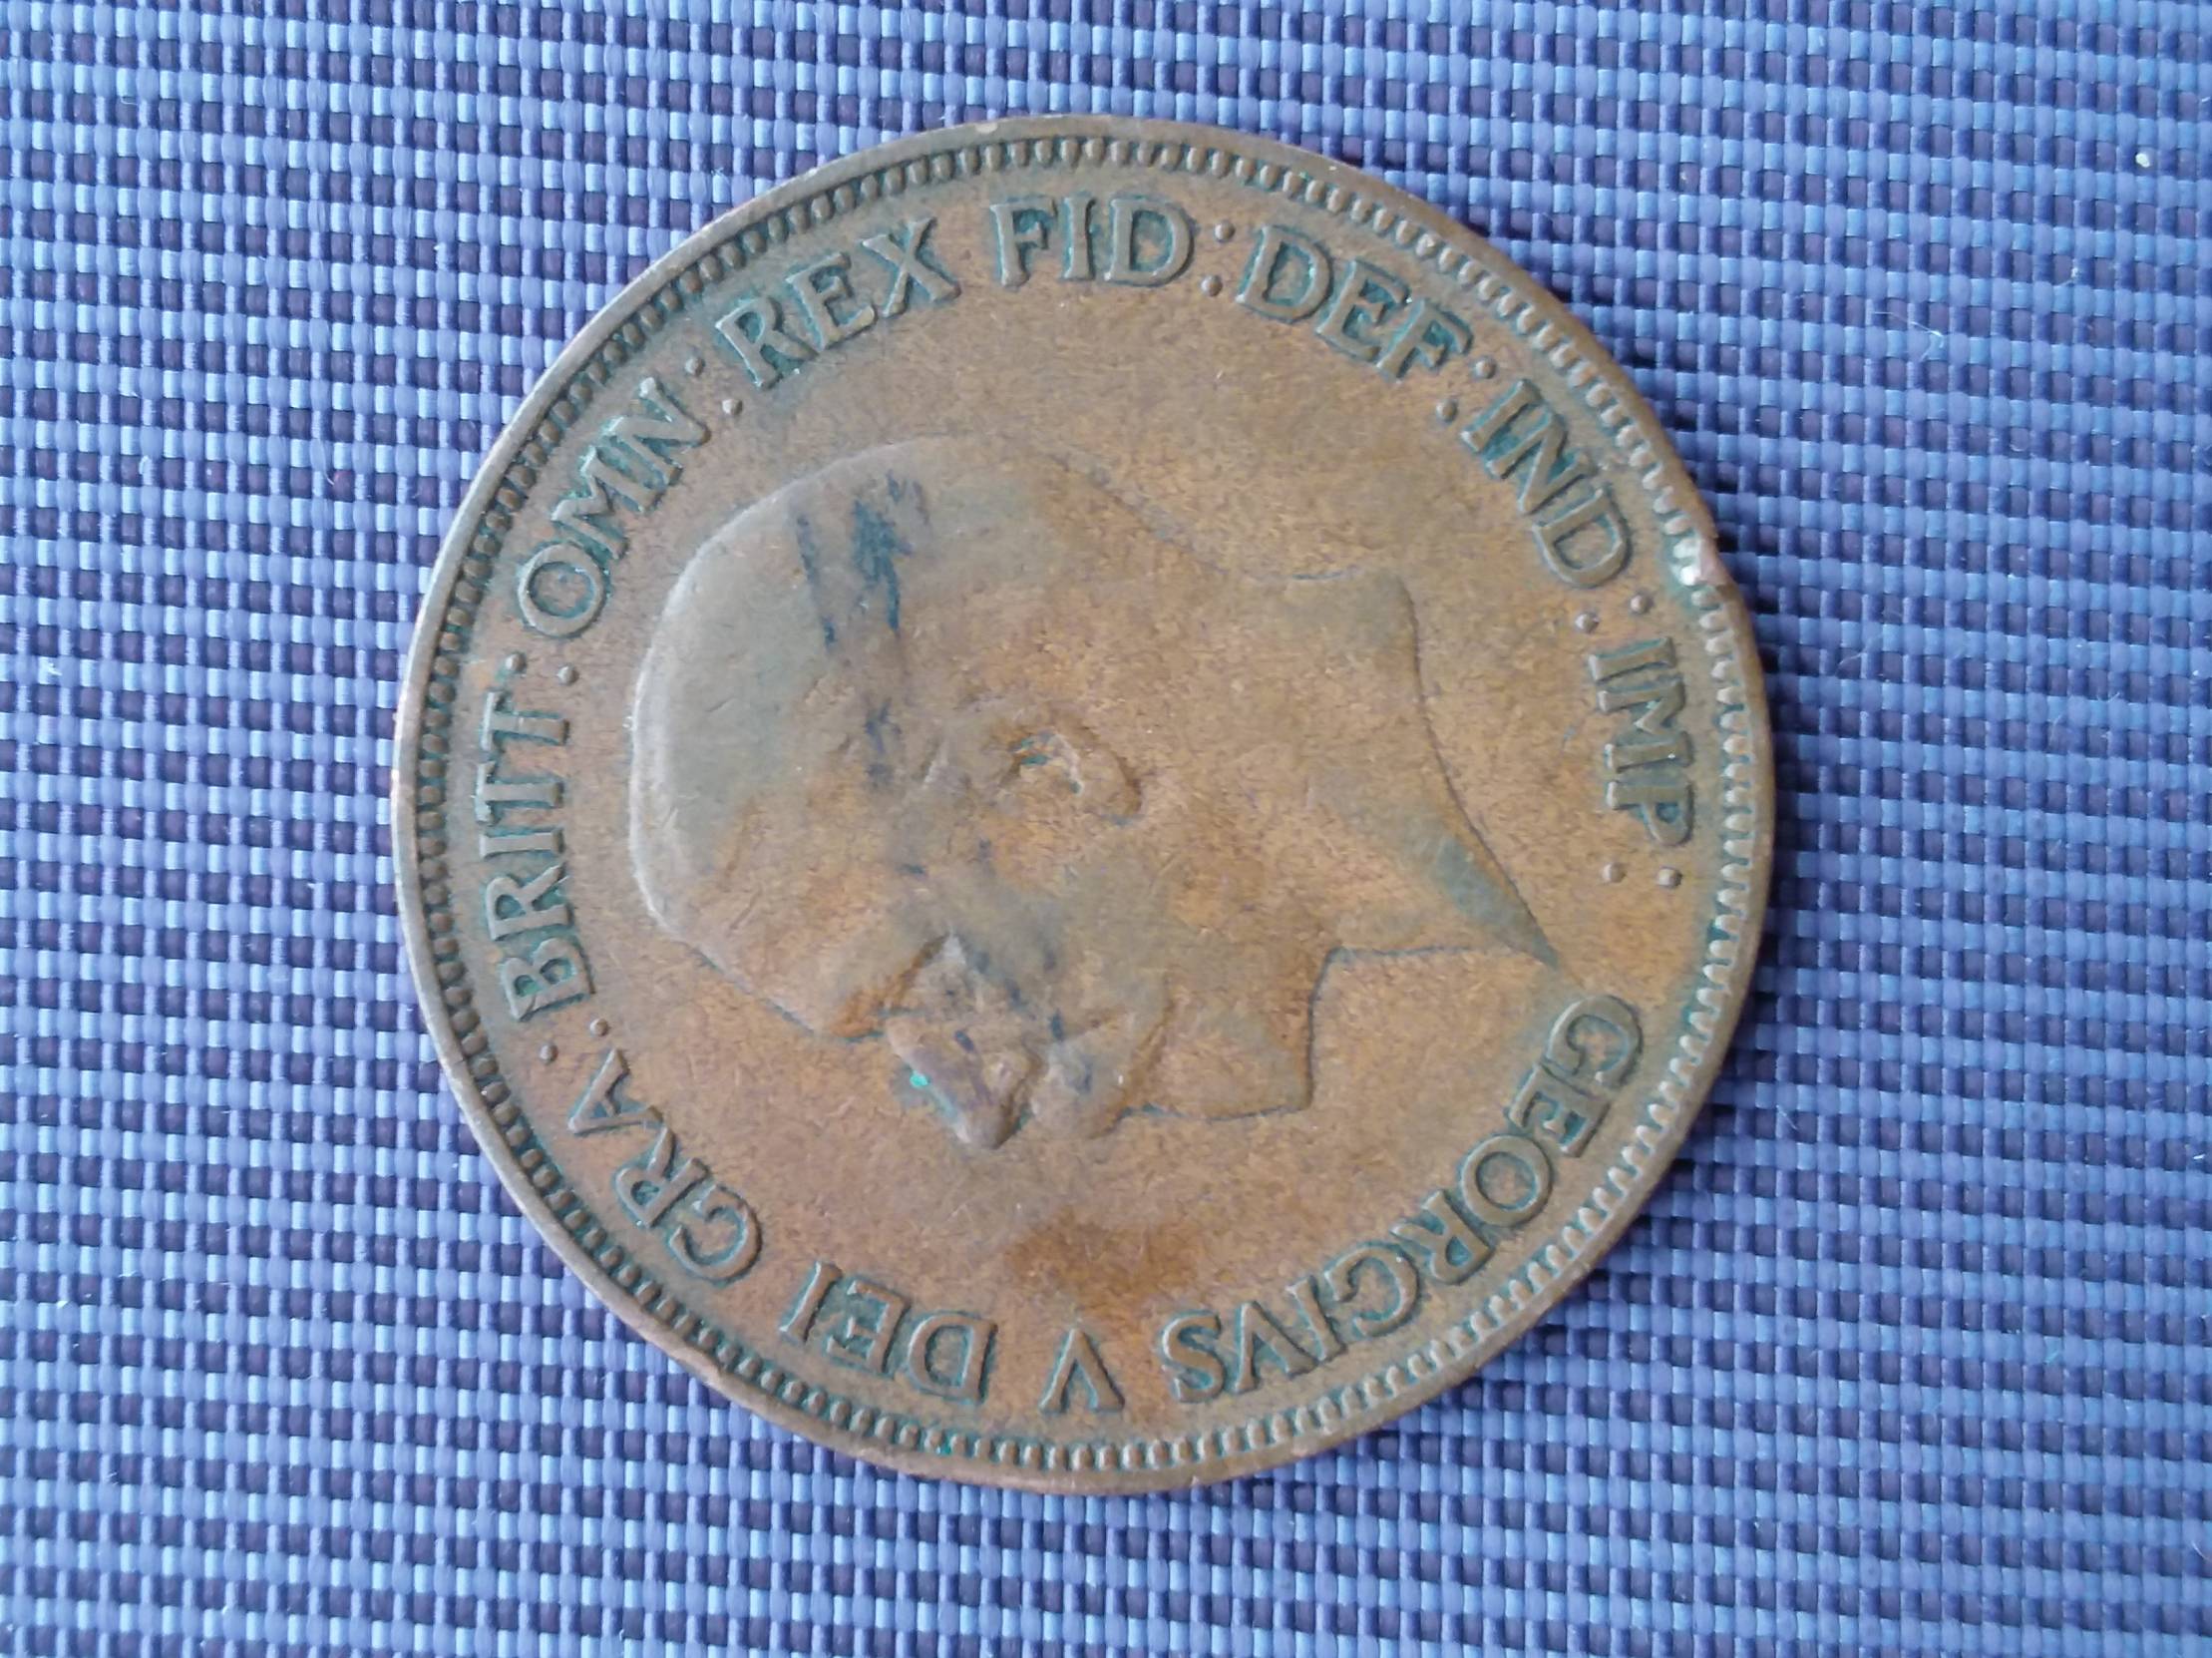 GEORGIVS V DEI GRA: BRITT: OMN: REX FID: DEF: IND: IMP: